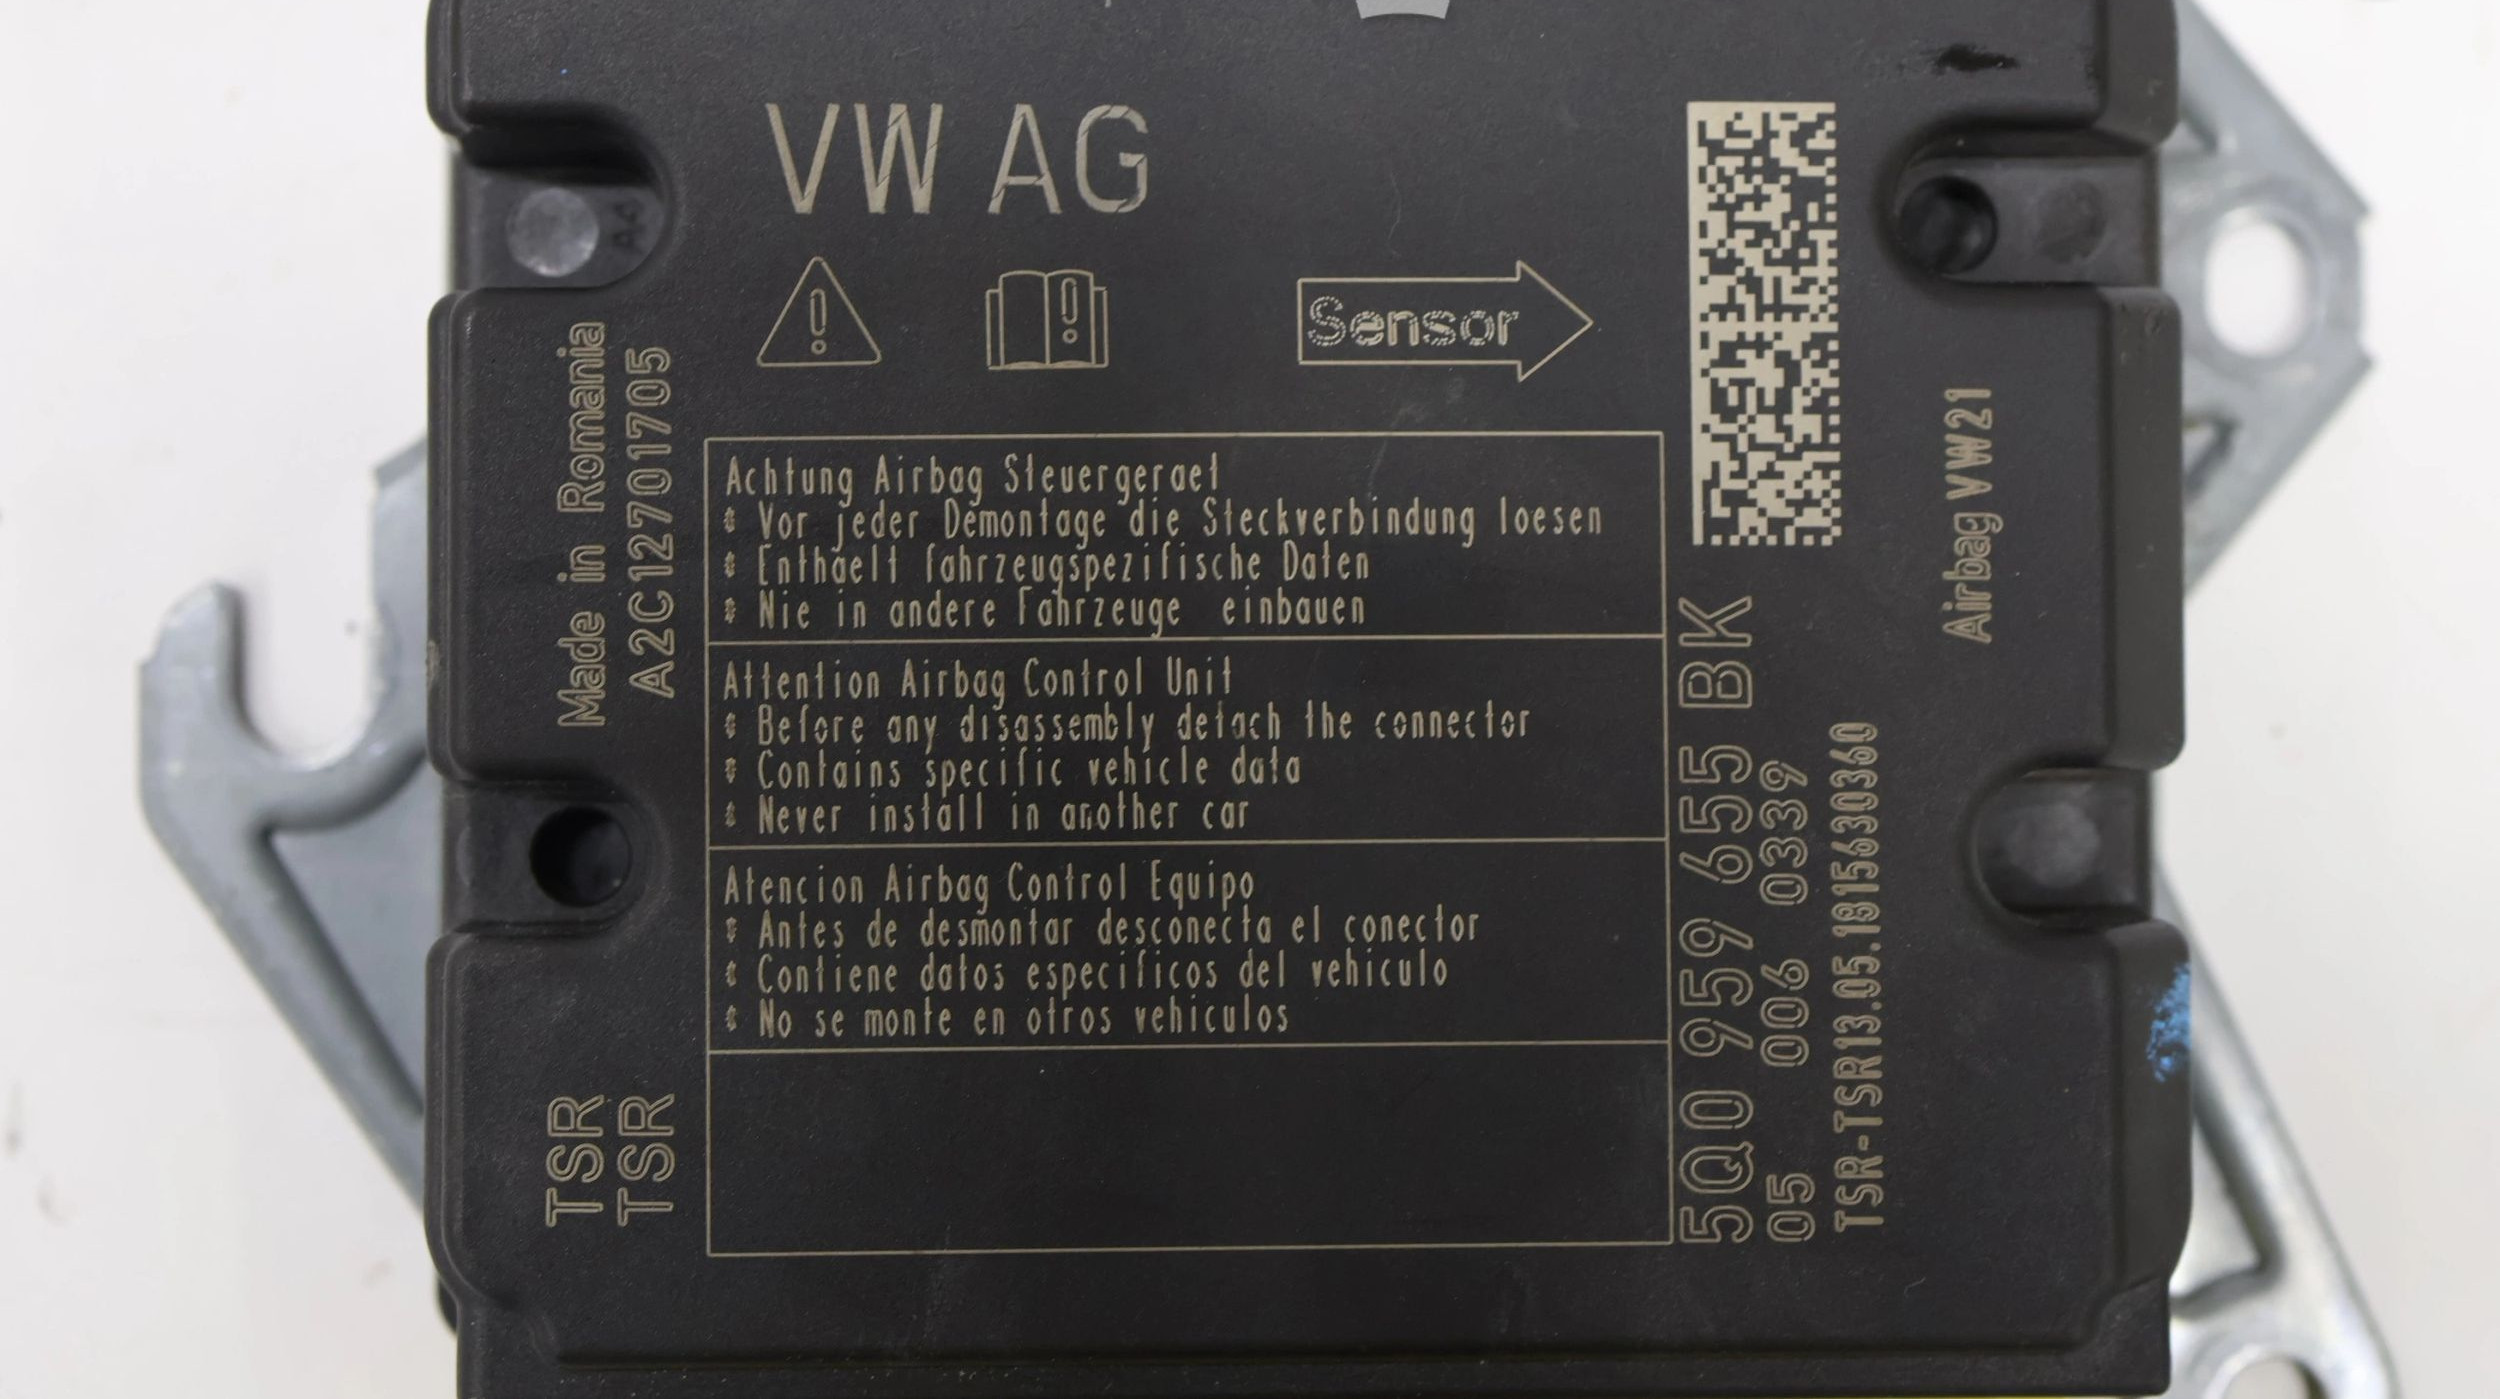 VW AG
Sensor
Made in Romania
A2C12701705
Achtung Airbag Steuergeraet
* Vor jeder Demontage die Steckverbindung loesen
* Enthaelt fahrzeugspezifische Daten
* Nie in andere Fahrzeuge einbauen
Attention Airbag Control Unit
* Before any disassembly detach the connector
* Contains specific vehicle data
* Never install in another car
Atencion Airbag Control Equipo
* Antes de desmontar desconecta el conector
* Contiene datos especificos del vehiculo
* No se monte en otros vehiculos
TSR
TSR
5Q0 959 655 BK
05 006 0339
TSR-TSR13.05.1815630360
Airbag VW21